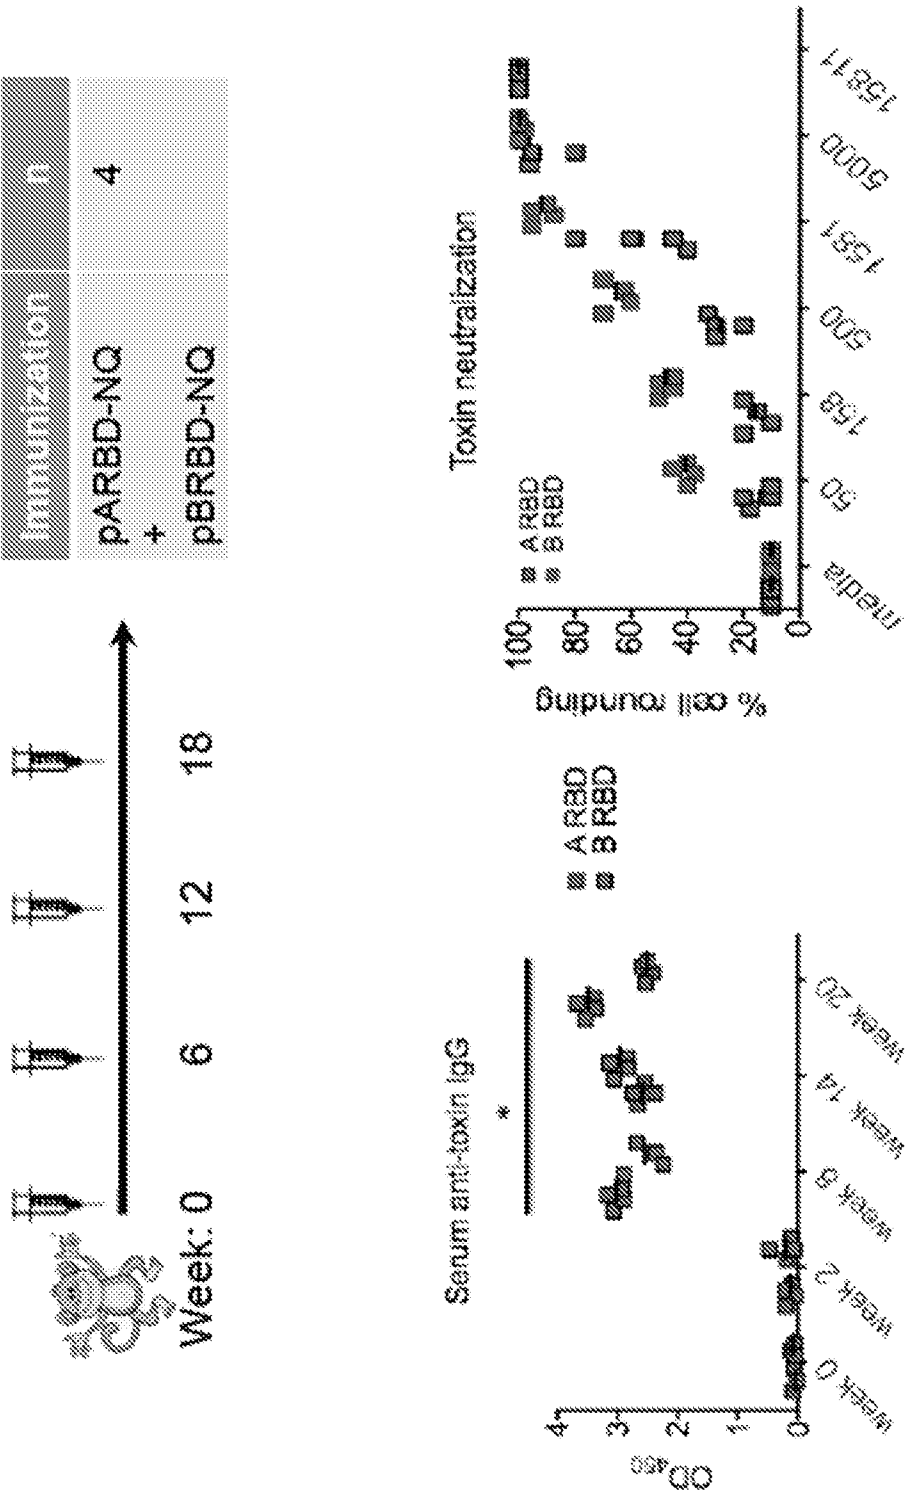 Week: 0 6 12 18
Immunization n
pARBD-NQ 4
+
pBRBD-NQ
Serum anti-toxin IgG
*
OD450
4
3
2
1
0
week 0
week 2
week 8
week 14
week 20
A RBD
B RBD
Toxin neutralization
% cell rounding
100
80
60
40
20
0
A RBD
B RBD
media
50
158
500
1581
5000
15811